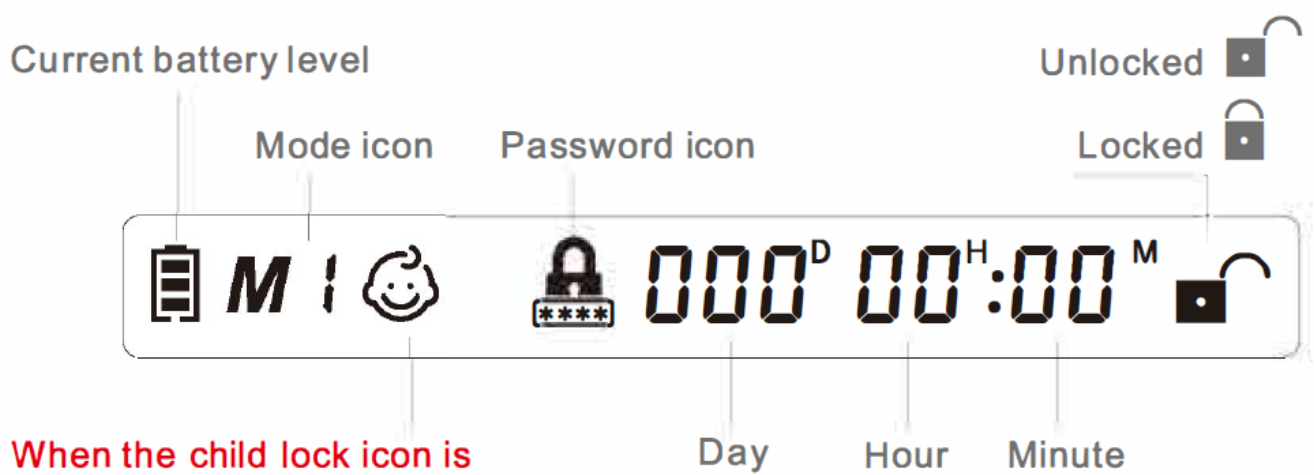 Current battery level
Unlocked
Mode icon
Password icon
Locked
M 1 **** 000D 00H:00M
When the child lock icon is
Day
Hour
Minute